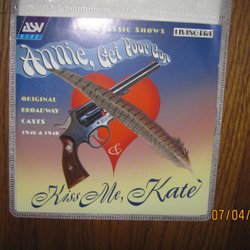 ASV
CLASSIC SHOWS
LIVING ERA
Annie, Get Your Gun
ORIGINAL
BROADWAY
CASTS
1946 & 1948
&
Kiss Me, Kate
07/04/